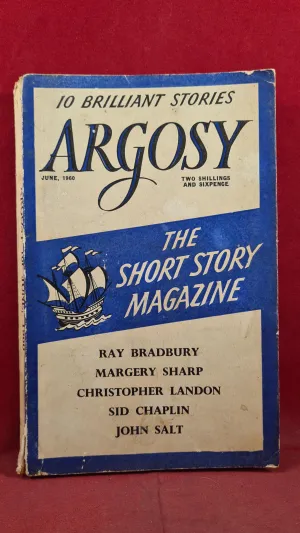 10 BRILLIANT STORIES
ARGOSY
JUNE, 1960
TWO SHILLINGS
AND SIXPENCE
THE
SHORT STORY
MAGAZINE
RAY BRADBURY
MARGERY SHARP
CHRISTOPHER LANDON
SID CHAPLIN
JOHN SALT